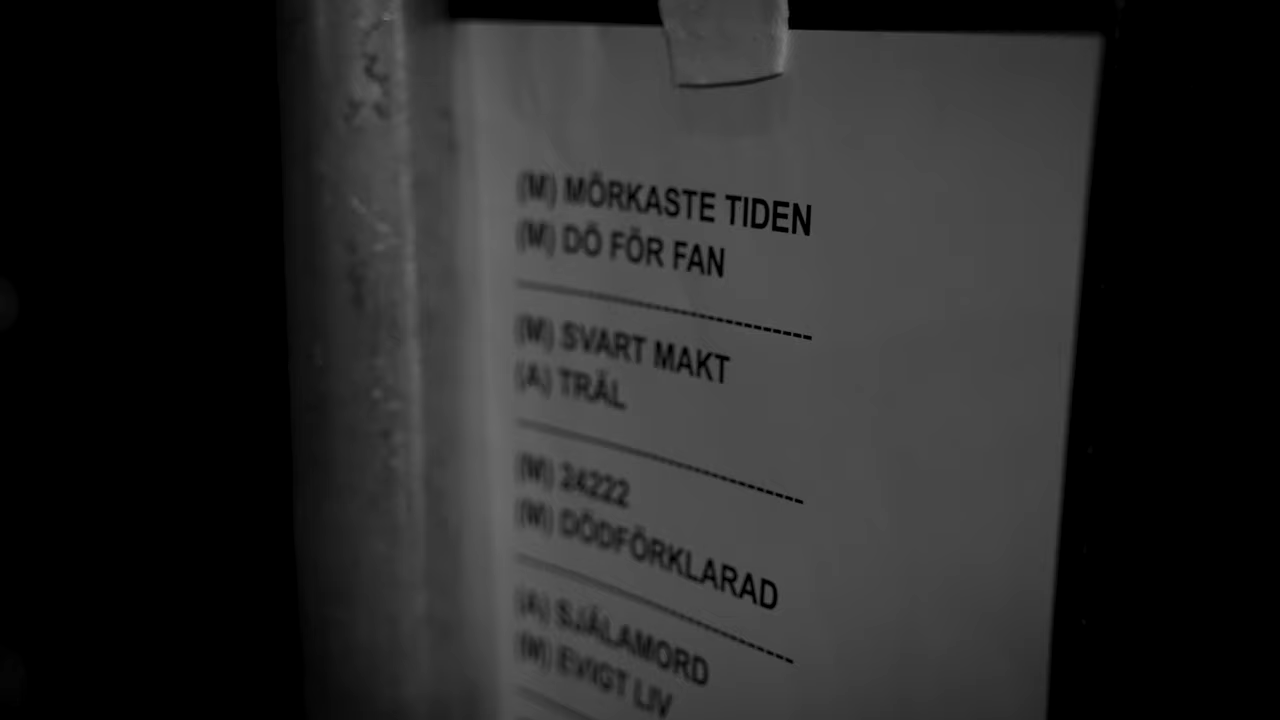 (M) MÖRKASTE TIDEN
(M) DÖ FÖR FAN
(M) SVART MAKT
(A) TRÄL
(M) 24222
(M) DÖDFÖRKLARAD
(A) SJÄLAMORD
(M) EVIGT LIV